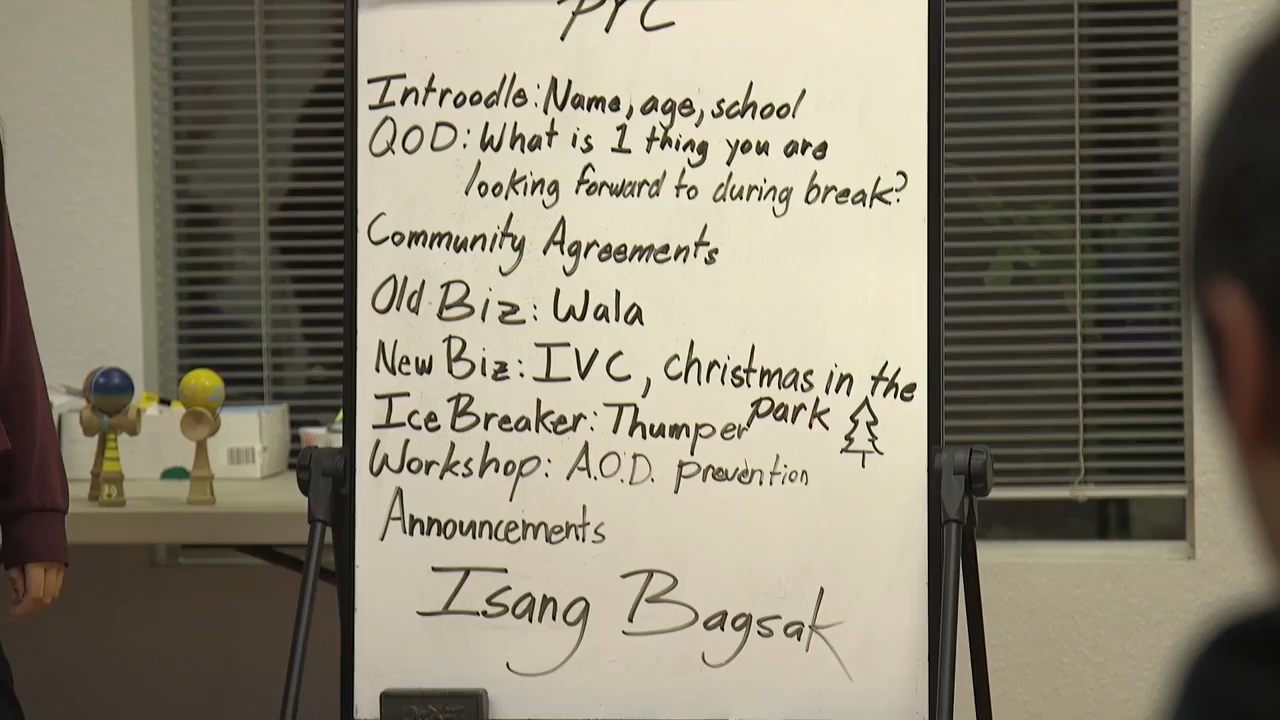 PYC
Introodle: Name, age, school
QOD: What is 1 thing you are
looking forward to during break?
Community Agreements
Old Biz: Wala
New Biz: IVC, Christmas in the
park
Ice Breaker: Thumper
Workshop: A.O.D. prevention
Announcements
Isang Bagsak